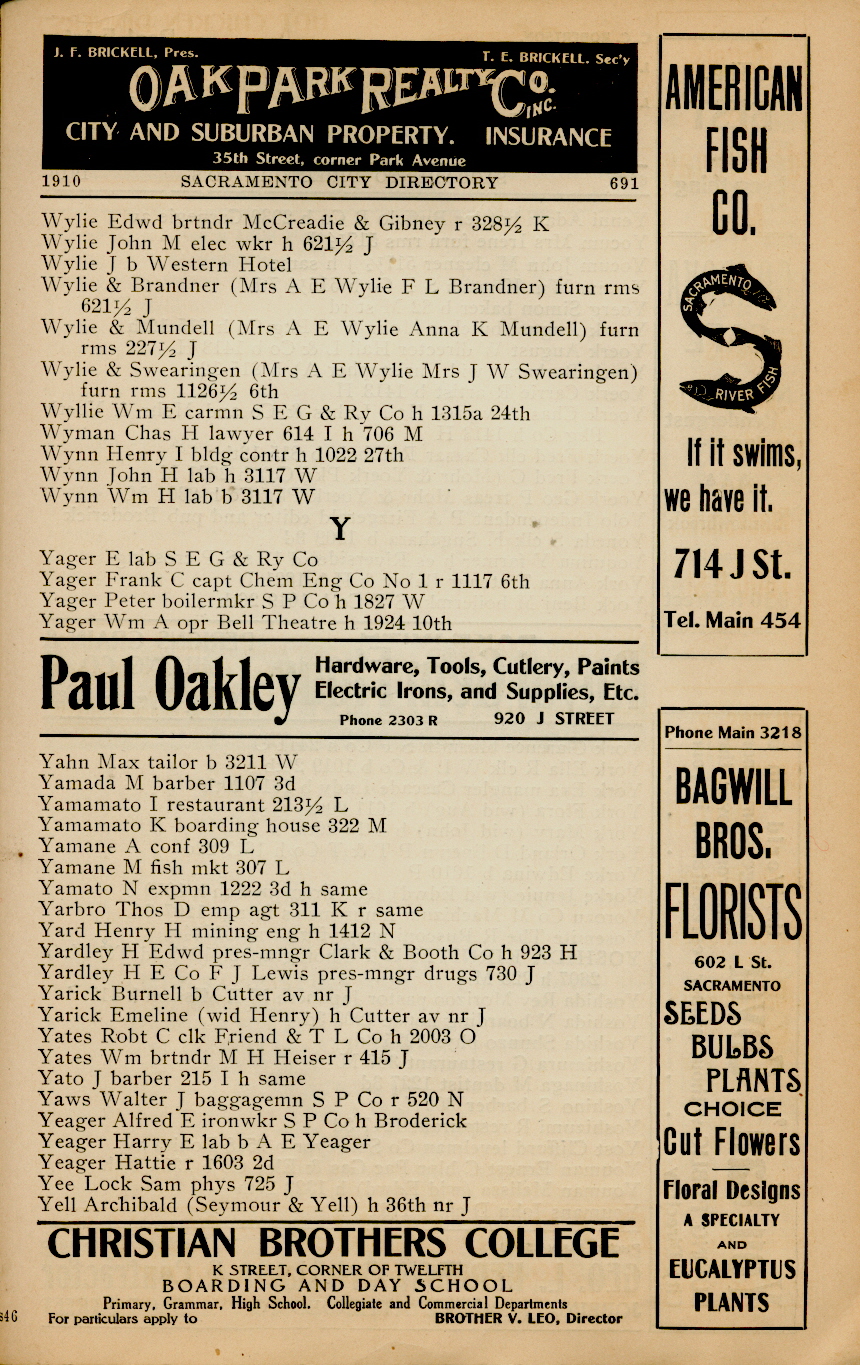 J. F. BRICKELL, Pres. T. E. BRICKELL. Sec'y
OAK PARK REALTY CO. INC.
CITY AND SUBURBAN PROPERTY. INSURANCE
35th Street, corner Park Avenue
1910 SACRAMENTO CITY DIRECTORY 691
Wylie Edwd brtndr McCreadie & Gibney r 328½ K
Wylie John M elec wkr h 621½ J
Wylie J b Western Hotel
Wylie & Brandner (Mrs A E Wylie F L Brandner) furn rms
621½ J
Wylie & Mundell (Mrs A E Wylie Anna K Mundell) furn
rms 227½ J
Wylie & Swearingen (Mrs A E Wylie Mrs J W Swearingen)
furn rms 1126½ 6th
Wyllie Wm E carmn S E G & Ry Co h 1315a 24th
Wyman Chas H lawyer 614 I h 706 M
Wynn Henry I bldg contr h 1022 27th
Wynn John H lab h 3117 W
Wynn Wm H lab b 3117 W
Y
Yager E lab S E G & Ry Co
Yager Frank C capt Chem Eng Co No 1 r 1117 6th
Yager Peter boilermkr S P Co h 1827 W
Yager Wm A opr Bell Theatre h 1924 10th
Paul Oakley
Hardware, Tools, Cutlery, Paints
Electric Irons, and Supplies, Etc.
Phone 2303 R 920 J STREET
Yahn Max tailor b 3211 W
Yamada M barber 1107 3d
Yamamato I restaurant 213½ L
Yamamato K boarding house 322 M
Yamane A conf 309 L
Yamane M fish mkt 307 L
Yamato N expmn 1222 3d h same
Yarbro Thos D emp agt 311 K r same
Yard Henry H mining eng h 1412 N
Yardley H Edwd pres-mngr Clark & Booth Co h 923 H
Yardley H E Co F J Lewis pres-mngr drugs 730 J
Yarick Burnell b Cutter av nr J
Yarick Emeline (wid Henry) h Cutter av nr J
Yates Robt C clk Friend & T L Co h 2003 O
Yates Wm brtndr M H Heiser r 415 J
Yato J barber 215 I h same
Yaws Walter J baggagemn S P Co r 520 N
Yeager Alfred E ironwkr S P Co h Broderick
Yeager Harry E lab b A E Yeager
Yeager Hattie r 1603 2d
Yee Lock Sam phys 725 J
Yell Archibald (Seymour & Yell) h 36th nr J
CHRISTIAN BROTHERS COLLEGE
K STREET, CORNER OF TWELFTH
BOARDING AND DAY SCHOOL
Primary, Grammar, High School. Collegiate and Commercial Departments
For particulars apply to BROTHER V. LEO, Director
s46
AMERICAN
FISH
CO.
SACRAMENTO
RIVER FISH
If it swims,
we have it.
714 J St.
Tel. Main 454
Phone Main 3218
BAGWILL
BROS.
FLORISTS
602 L St.
SACRAMENTO
SEEDS
BULBS
PLANTS
CHOICE
Cut Flowers
Floral Designs
A SPECIALTY
AND
EUCALYPTUS
PLANTS